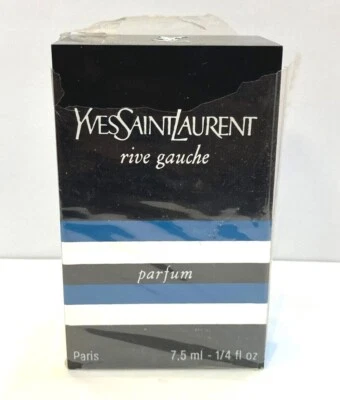 YVESSAINTLAURENT
rive gauche
parfum
Paris 7.5 ml - 1/4 fl oz